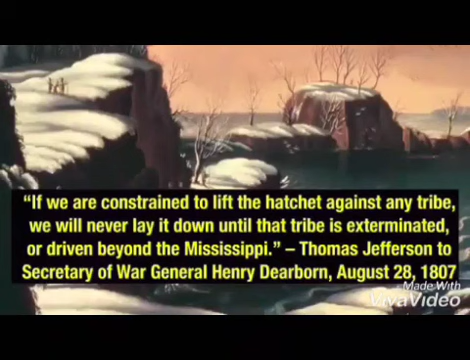 “If we are constrained to lift the hatchet against any tribe,
we will never lay it down until that tribe is exterminated,
or driven beyond the Mississippi.” – Thomas Jefferson to
Secretary of War General Henry Dearborn, August 28, 1807
Made With
VivaVideo